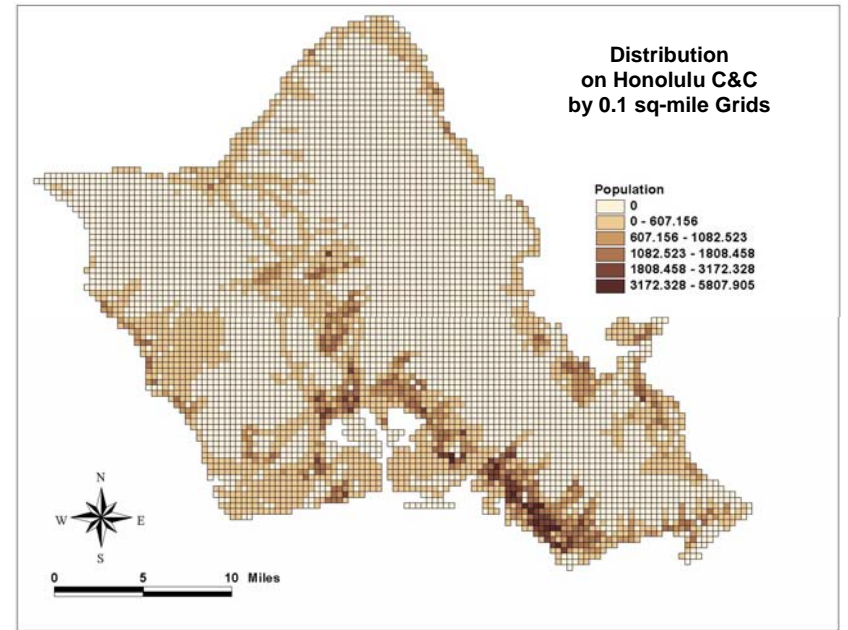 Distribution
on Honolulu C&C
by 0.1 sq-mile Grids
Population
0
0 - 607.156
607.156 - 1082.523
1082.523 - 1808.458
1808.458 - 3172.328
3172.328 - 5807.905
N
W E
S
0 5 10 Miles